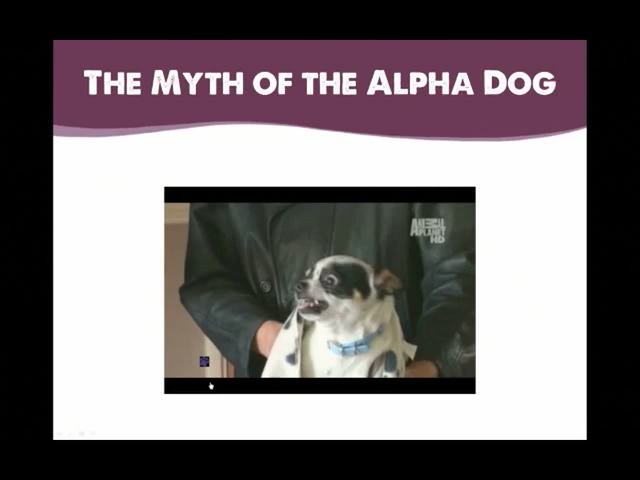 THE MYTH OF THE ALPHA DOG
ANIMAL
PLANET
HD